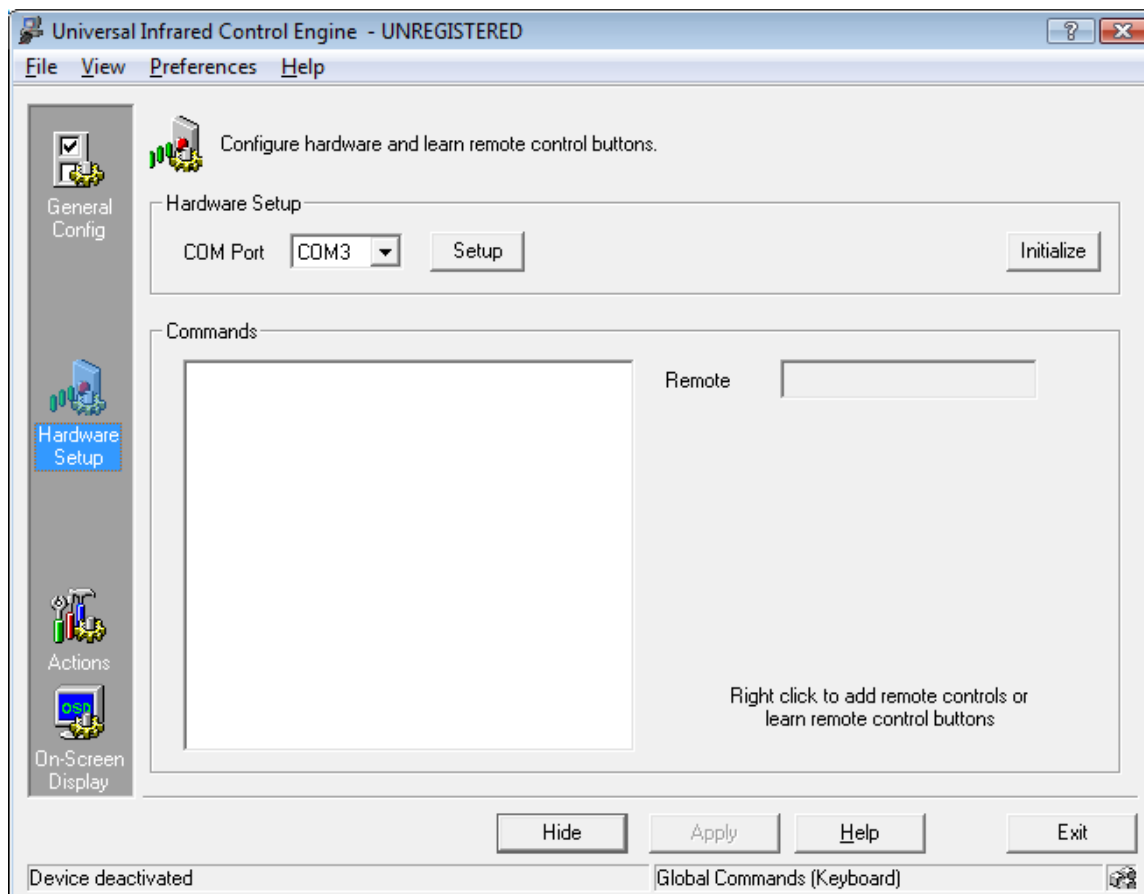 Universal Infrared Control Engine - UNREGISTERED
File View Preferences Help
Configure hardware and learn remote control buttons.
General
Config
Hardware Setup
COM Port COM3 Setup Initialize
Commands
Remote
Hardware
Setup
Actions
OSD
On-Screen
Display
Right click to add remote controls or
learn remote control buttons
Hide Apply Help Exit
Device deactivated Global Commands (Keyboard)